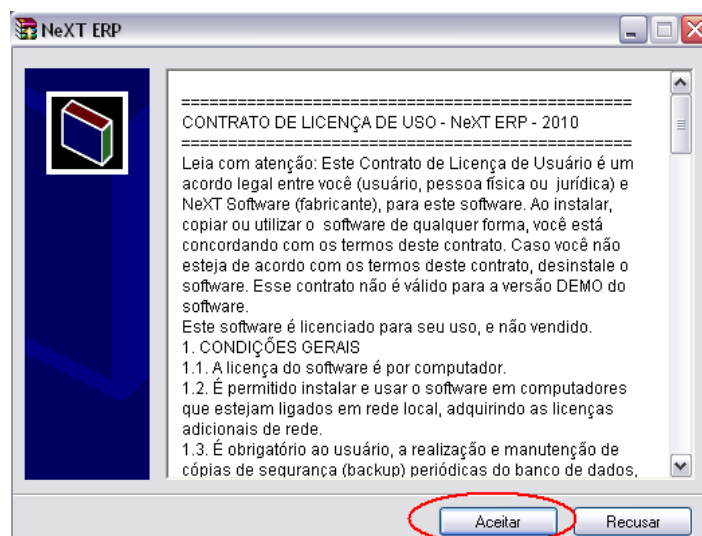 NeXT ERP
================================================
CONTRATO DE LICENÇA DE USO - NeXT ERP - 2010
================================================
Leia com atenção: Este Contrato de Licença de Usuário é um
acordo legal entre você (usuário, pessoa física ou  jurídica) e
NeXT Software (fabricante), para este software. Ao instalar,
copiar ou utilizar o  software de qualquer forma, você está
concordando com os termos deste contrato. Caso você não
esteja de acordo com os termos deste contrato, desinstale o
software. Esse contrato não é válido para a versão DEMO do
software.
Este software é licenciado para seu uso, e não vendido.
1. CONDIÇÕES GERAIS
1.1. A licença do software é por computador.
1.2. É permitido instalar e usar o software em computadores
que estejam ligados em rede local, adquirindo as licenças
adicionais de rede.
1.3. É obrigatório ao usuário, a realização e manutenção de
cópias de segurança (backup) periódicas do banco de dados,
Aceitar
Recusar